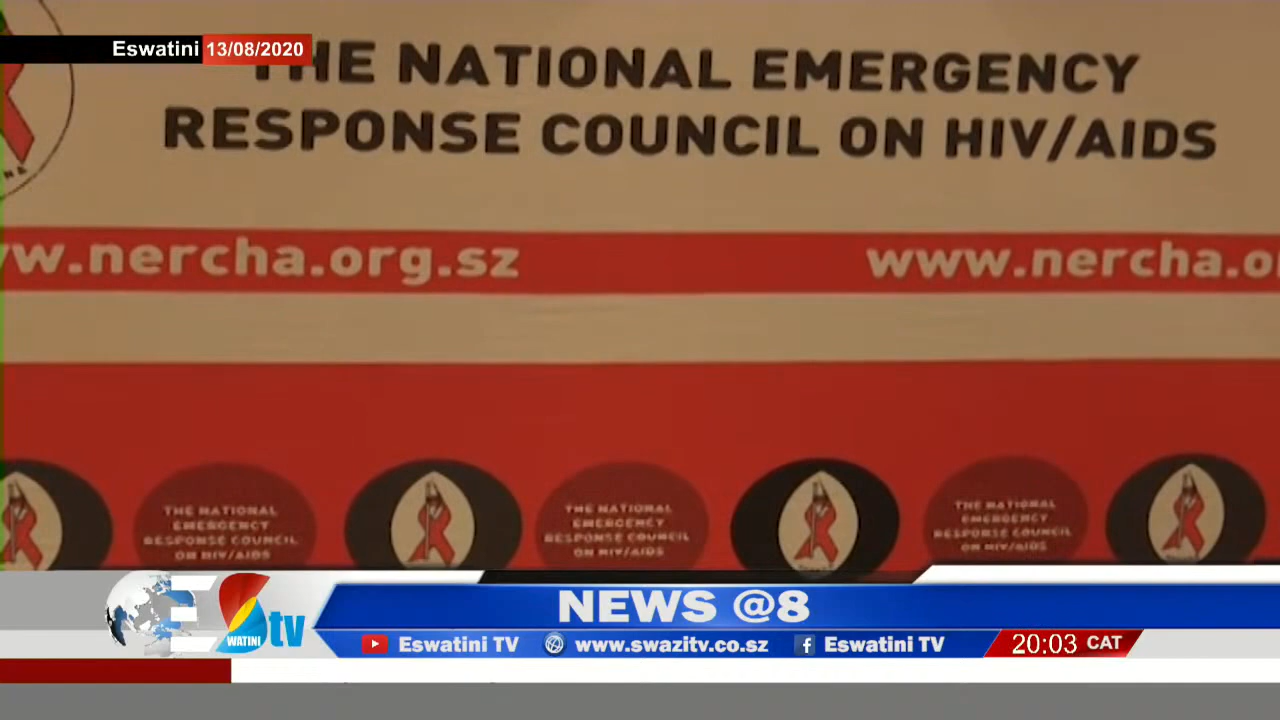 Eswatini 13/08/2020
THE NATIONAL EMERGENCY
RESPONSE COUNCIL ON HIV/AIDS
www.nercha.org.sz
www.nercha.or
THE NATIONAL
EMERGENCY
RESPONSE COUNCIL
ON HIV/AIDS
THE NATIONAL
EMERGENCY
RESPONSE COUNCIL
ON HIV/AIDS
THE NATIONAL
EMERGENCY
RESPONSE COUNCIL
ON HIV/AIDS
ESWATINI tv
NEWS @8
Eswatini TV
www.swazitv.co.sz
Eswatini TV
20:03 CAT